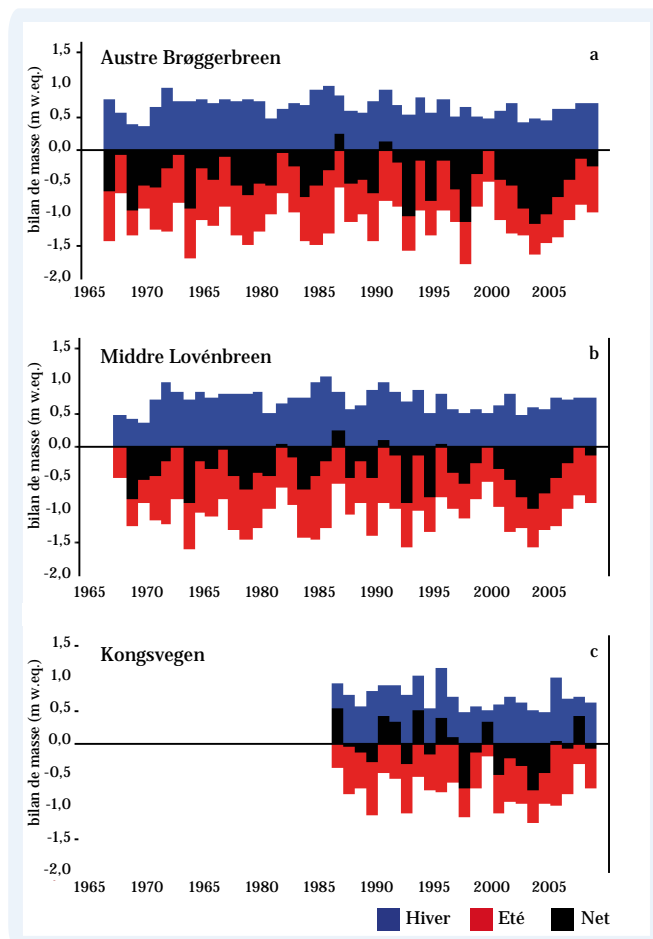 Austre Brøggerbreen
a
bilan de masse (m w.eq.)
1,5
1,0
0,5
0,0
-0,5
-1,0
-1,5
-2,0
1965 1970 1965 1980 1985 1990 1995 2000 2005
Middre Lovénbreen
b
bilan de masse (m w.eq.)
1,5
1,0
0,5
0,0
-0,5
-1,0
-1,5
-2,0
1965 1970 1965 1980 1985 1990 1995 2000 2005
Kongsvegen
c
bilan de masse (m w.eq.)
1,5
1,0
0,5
0,0
-0,5
-1,0
-1,5
-2,0
1965 1970 1965 1980 1985 1990 1995 2000 2005
Hiver Eté Net